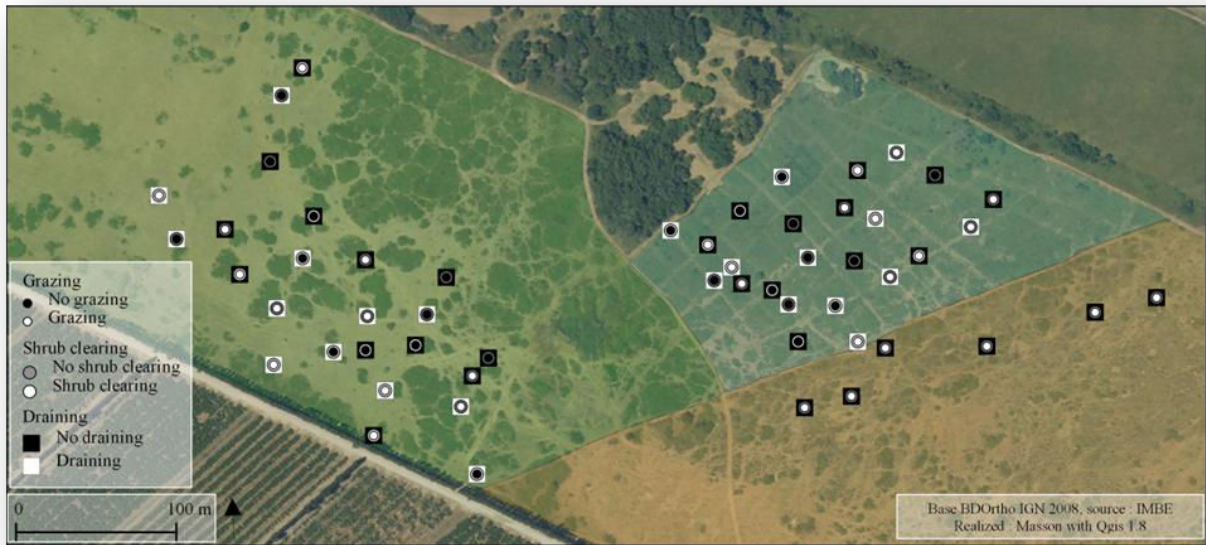 Grazing
No grazing
Grazing
Shrub clearing
No shrub clearing
Shrub clearing
Draining
No draining
Draining
0 100 m
Base BDOrtho IGN 2008, source : IMBE
Realized : Masson with Qgis 1.8